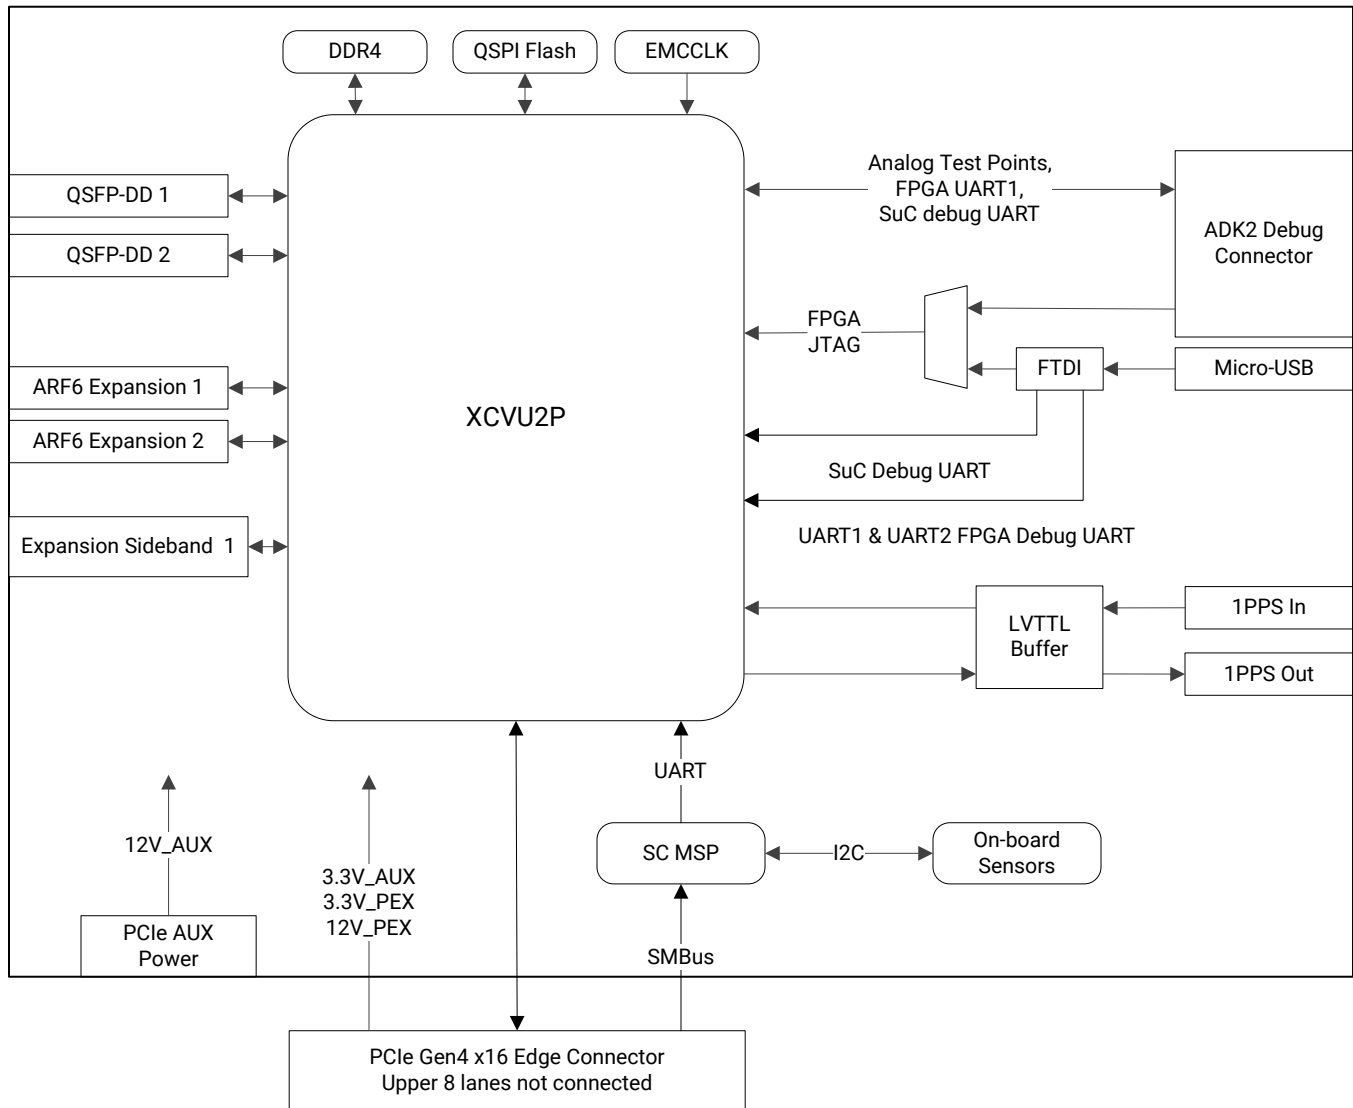 DDR4
QSPI Flash
EMCCLK
QSFP-DD 1
QSFP-DD 2
ARF6 Expansion 1
ARF6 Expansion 2
Expansion Sideband  1
XCVU2P
Analog Test Points,
FPGA UART1,
SuC debug UART
ADK2 Debug
Connector
FPGA
JTAG
FTDI
Micro-USB
SuC Debug UART
UART1 & UART2 FPGA Debug UART
LVTTL
Buffer
1PPS In
1PPS Out
UART
SC MSP
I2C
On-board
Sensors
12V_AUX
3.3V_AUX
3.3V_PEX
12V_PEX
PCIe AUX
Power
SMBus
PCIe Gen4 x16 Edge Connector
Upper 8 lanes not connected